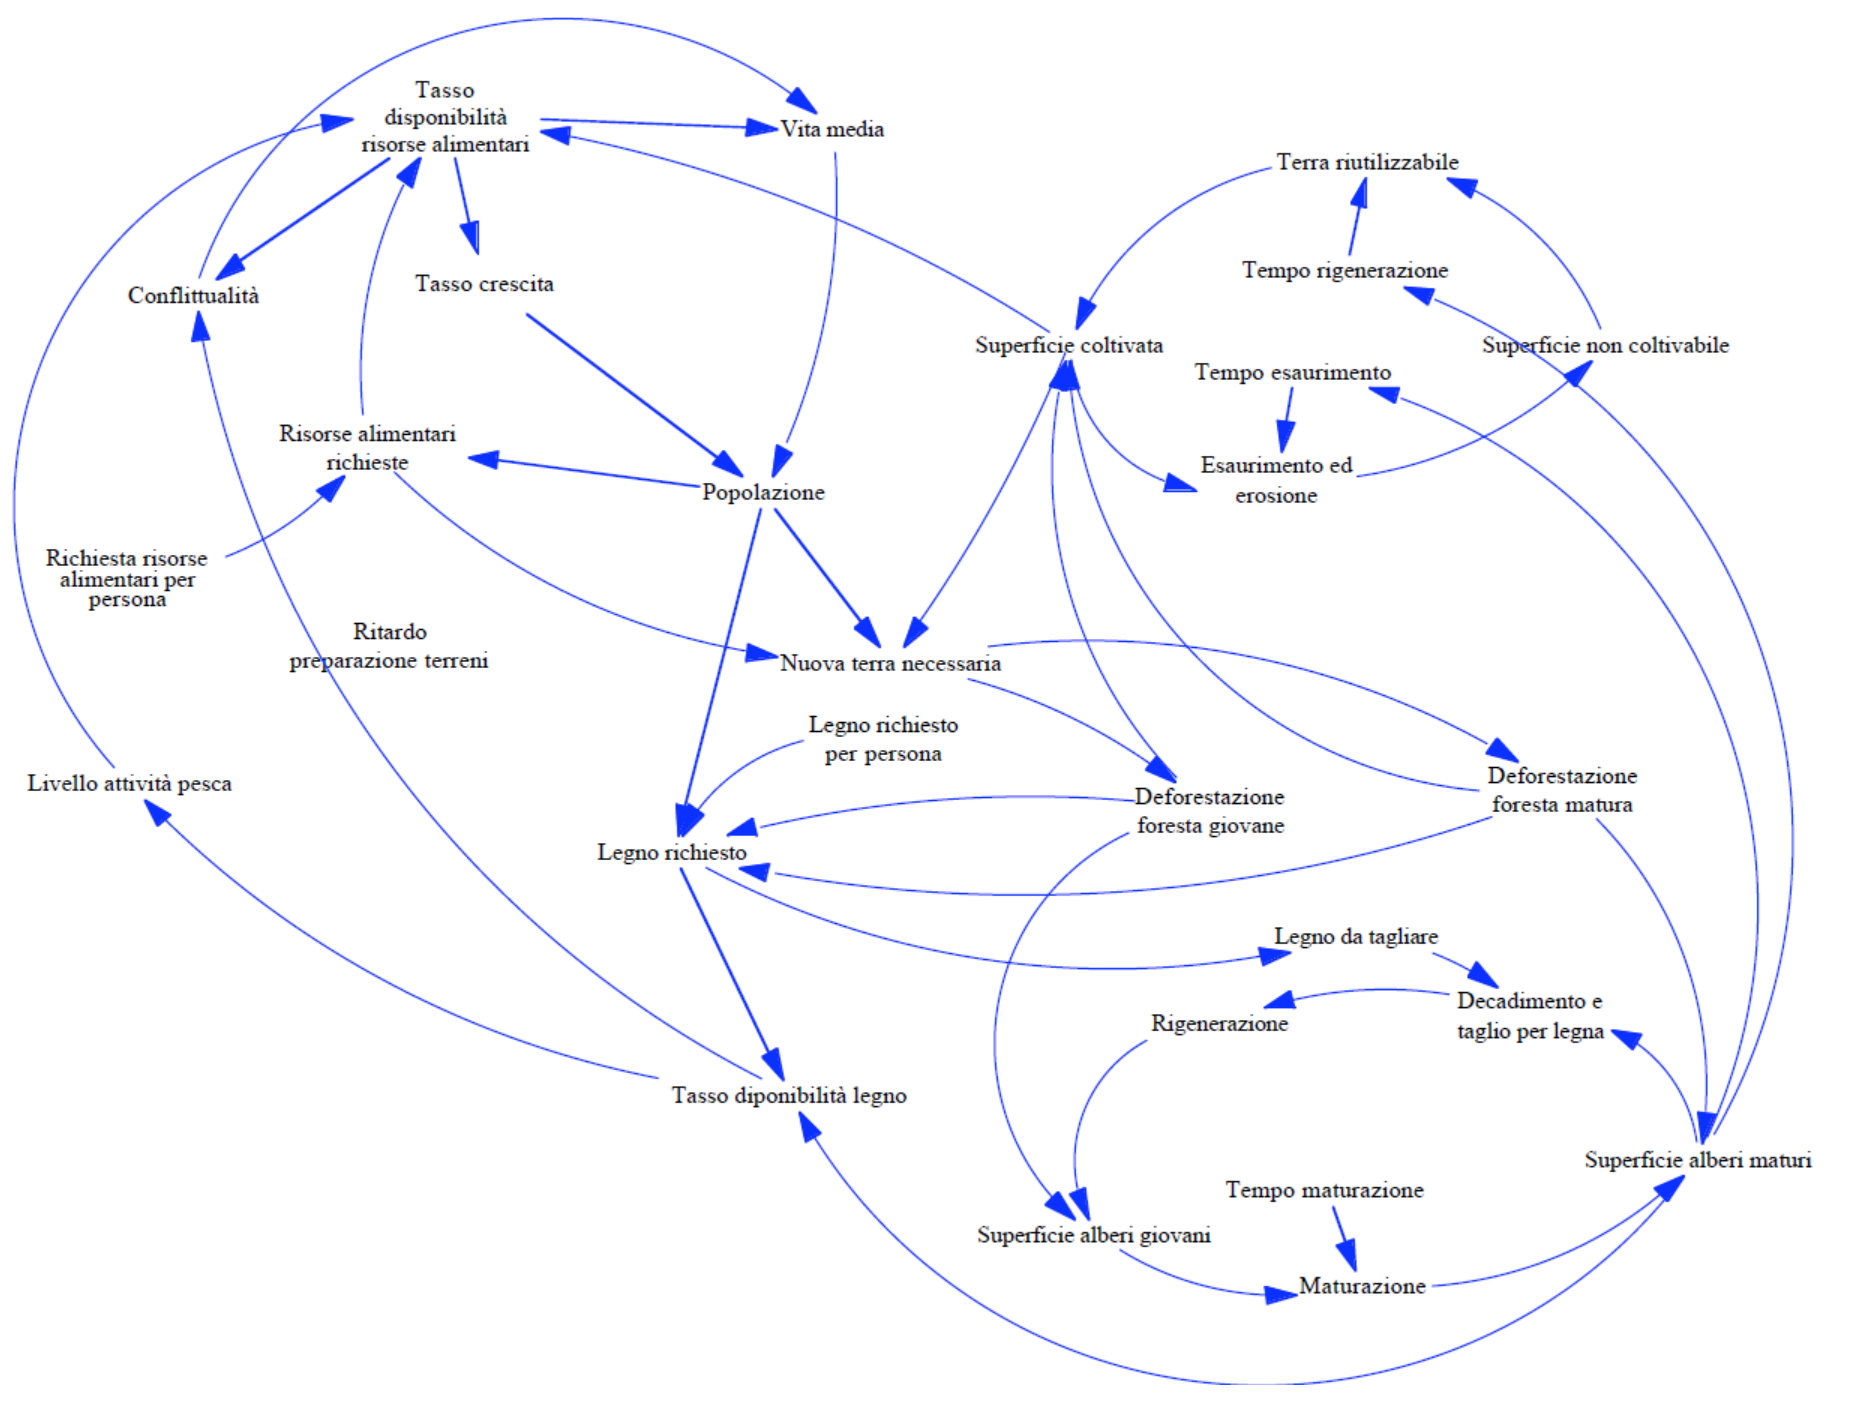 Tasso
disponibilità
risorse alimentari
Vita media
Terra riutilizzabile
Tempo rigenerazione
Tasso crescita
Conflittualità
Superficie coltivata
Superficie non coltivabile
Tempo esaurimento
Risorse alimentari
richieste
Esaurimento ed
erosione
Popolazione
Richiesta risorse
alimentari per
persona
Ritardo
preparazione terreni
Nuova terra necessaria
Legno richiesto
per persona
Livello attività pesca
Deforestazione
foresta matura
Deforestazione
foresta giovane
Legno richiesto
Legno da tagliare
Decadimento e
taglio per legna
Rigenerazione
Tasso diponibilità legno
Superficie alberi maturi
Tempo maturazione
Superficie alberi giovani
Maturazione